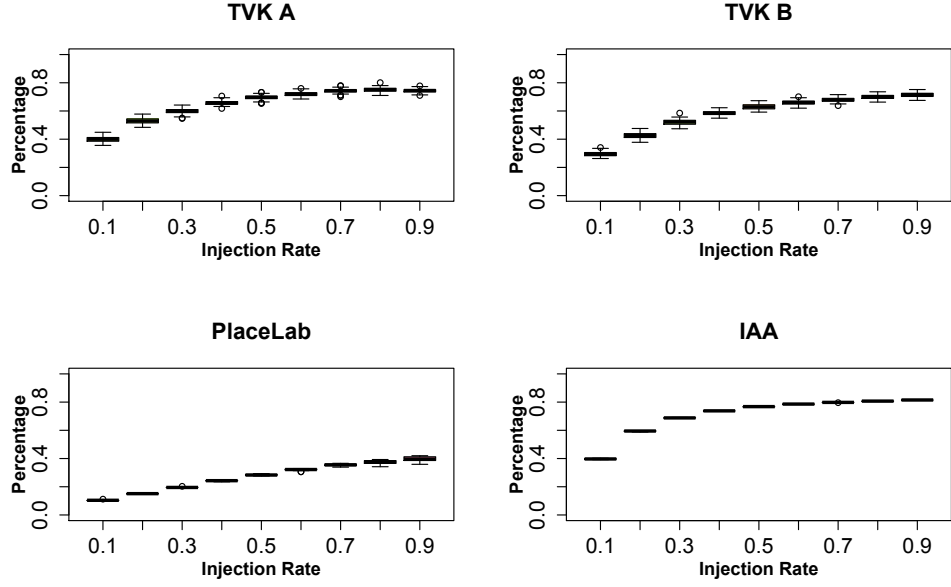 TVK A
Percentage
0.0 0.4 0.8
0.1 0.3 0.5 0.7 0.9
Injection Rate
TVK B
Percentage
0.0 0.4 0.8
0.1 0.3 0.5 0.7 0.9
Injection Rate
PlaceLab
Percentage
0.0 0.4 0.8
0.1 0.3 0.5 0.7 0.9
Injection Rate
IAA
Percentage
0.0 0.4 0.8
0.1 0.3 0.5 0.7 0.9
Injection Rate